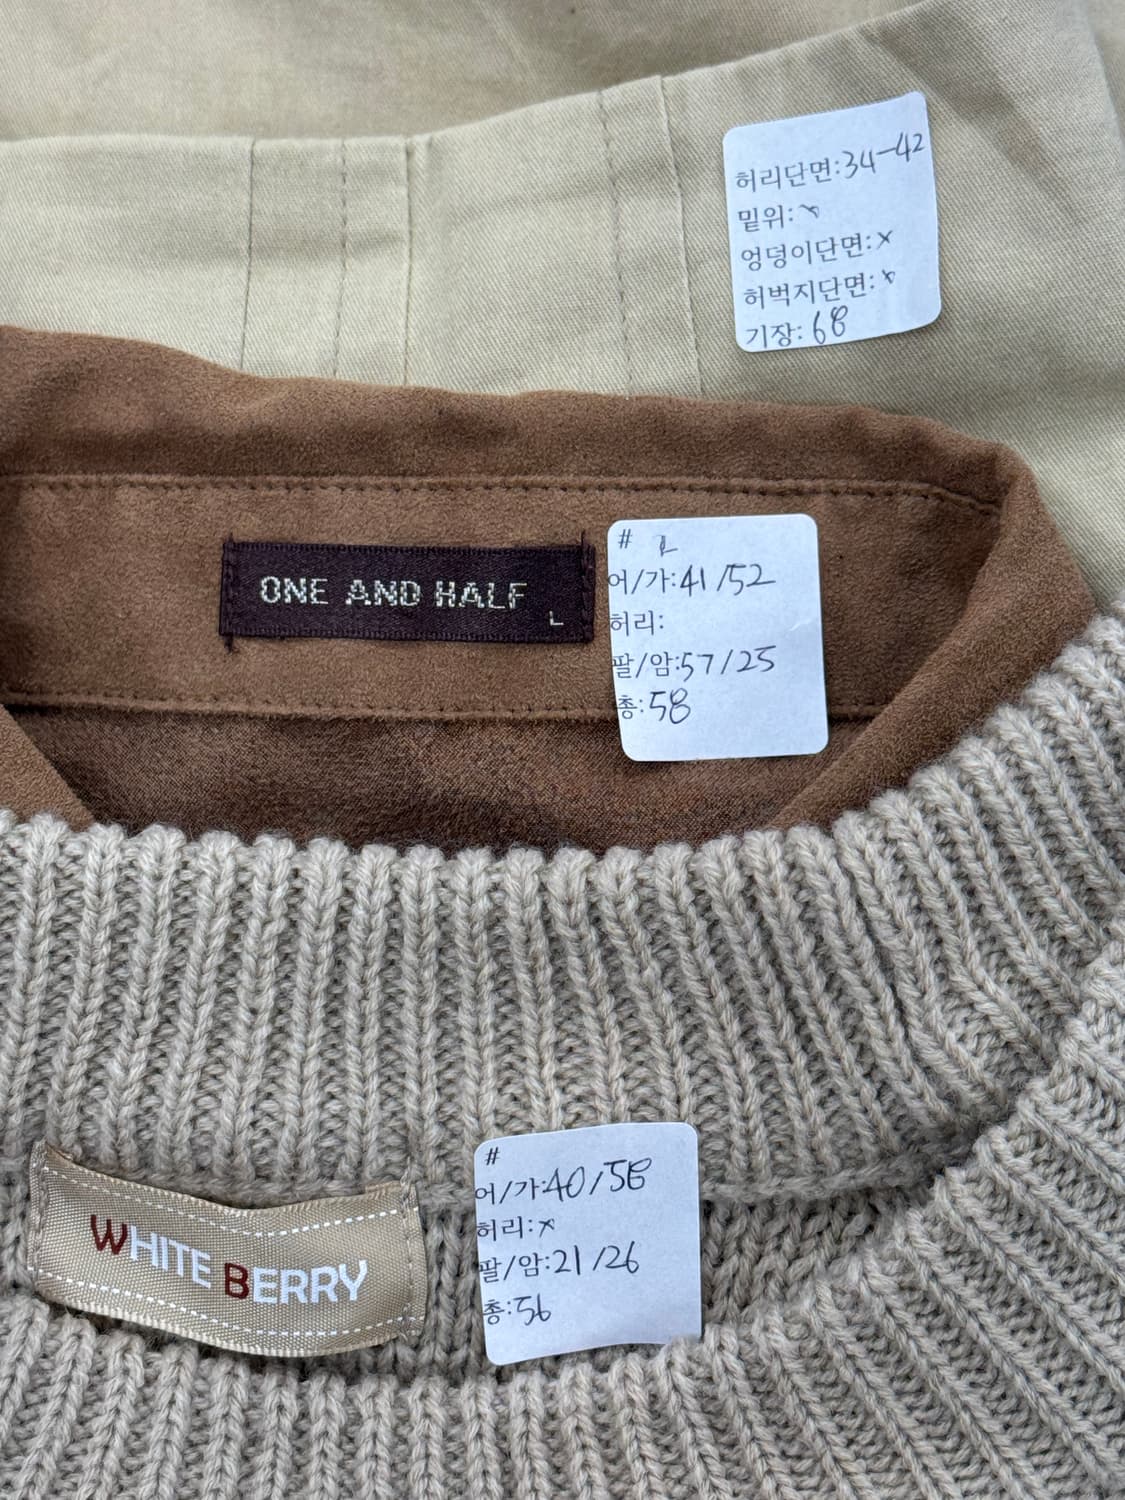 허리단면:34-42
밑위:x
엉덩이단면:x
허벅지단면:x
기장:68
ONE AND HALF
L
# L
어/가:41/52
허리:
팔/암:57/25
총:58
WHITE BERRY
#
어/가:40/58
허리:x
팔/암:21/26
총:56